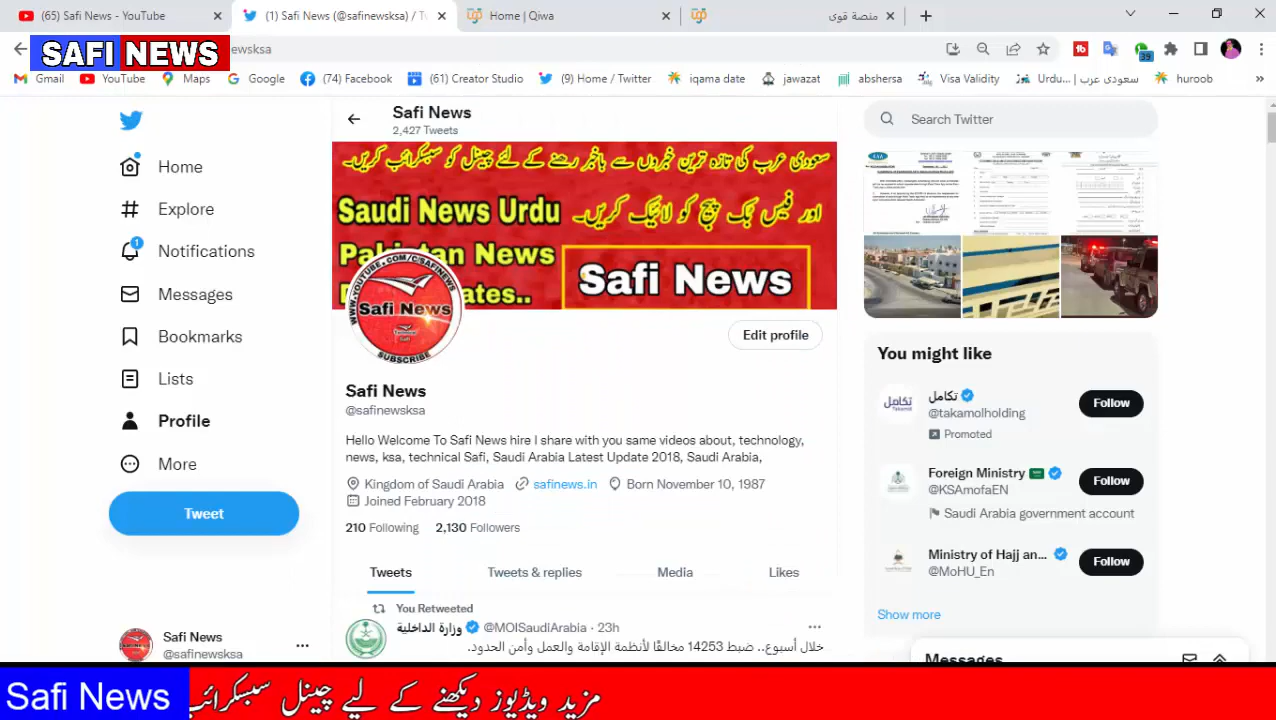 (65) Safi News - YouTube
(1) Safi News (@safinewsksa) / Tw
Home | Qiwa
منصة قوى
SAFI NEWS
ewsksa
39
Gmail
YouTube
Maps
Google
(74) Facebook
(61) Creator Studio
(9) Home / Twitter
iqama date
jawazat
abshersa
Visa Validity
سعودی عرب | Urdu...
huroob
Safi News
2,427 Tweets
Search Twitter
Home
Explore
Notifications
1
Messages
Bookmarks
Lists
Profile
More
Tweet
سعودی عرب کی تازہ ترین خبروں سے باخبر رہنے کے لئے چینل کو سبسکرائب کریں۔
Saudi News Urdu
اور فیس بک پیج کو لائیک کریں۔
Safi News
WWW.YOUTUBE.COM/C/SAFINEWS
Safi News
Technical Safi
SUBSCRIBE
Edit profile
Safi News
@safinewsksa
Hello Welcome To Safi News hire I share with you same videos about, technology,
news, ksa, technical Safi, Saudi Arabia Latest Update 2018, Saudi Arabia,
Kingdom of Saudi Arabia safinews.in Born November 10, 1987
Joined February 2018
210 Following 2,130 Followers
Tweets
Tweets & replies
Media
Likes
You Retweeted
وزارة الداخلية @MOISaudiArabia · 23h
خلال أسبوع.. ضبط 14253 مخالفًا لأنظمة الإقامة والعمل وأمن الحدود.
You might like
تكامل
@takamolholding
Promoted
Follow
Foreign Ministry
@KSAmofaEN
Saudi Arabia government account
Follow
Ministry of Hajj an...
@MoHU_En
Follow
Show more
Messages
Safi News
@safinewsksa
Safi News
مزید ویڈیوز دیکھنے کے لیے چینل سبسکرائب